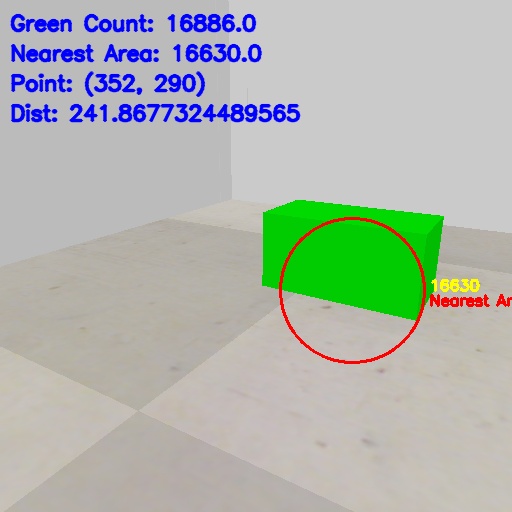 Green Count: 16886.0
Nearest Area: 16630.0
Point: (352, 290)
Dist: 241.8677324489565
16630
Nearest Ar